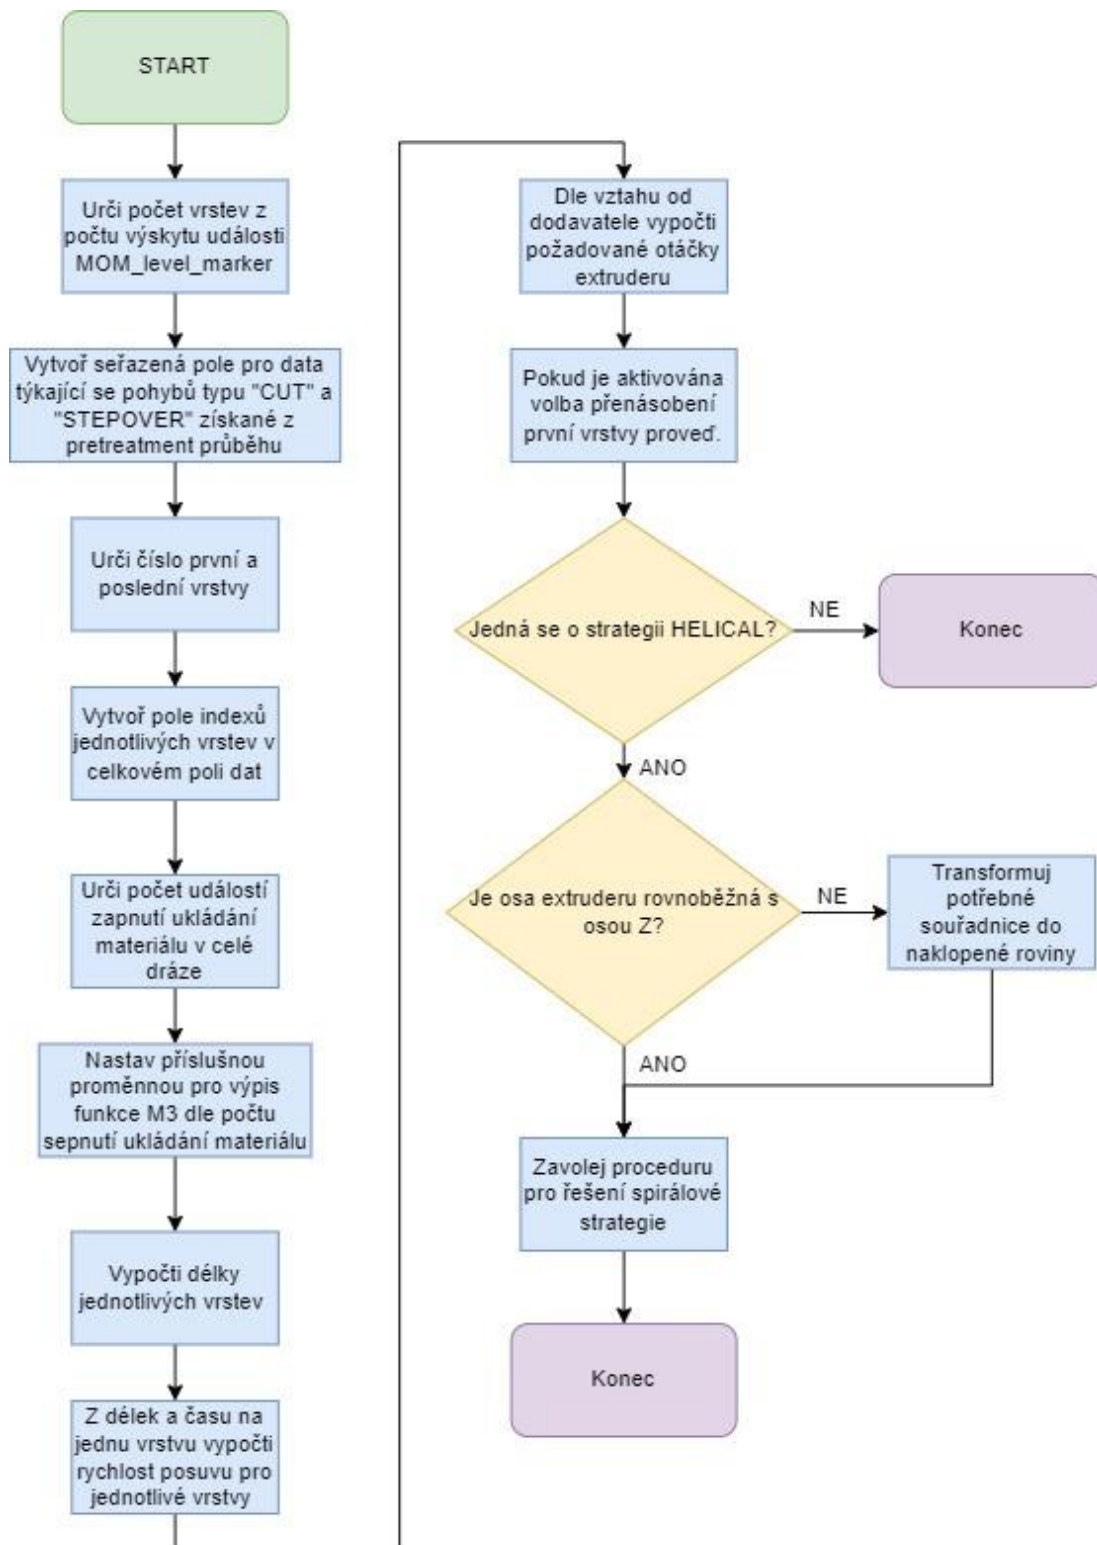 START
Urči počet vrstev z
počtu výskytu události
MOM_level_marker
Vytvoř seřazená pole pro data
týkající se pohybů typu "CUT" a
"STEPOVER" získané z
pretreatment průběhu
Urči číslo první a
poslední vrstvy
Vytvoř pole indexů
jednotlivých vrstev v
celkovém poli dat
Urči počet událostí
zapnutí ukládání
materiálu v celé
dráze
Nastav příslušnou
proměnnou pro výpis
funkce M3 dle počtu
sepnutí ukládání materiálu
Vypočti délky
jednotlivých vrstev
Z délek a času na
jednu vrstvu vypočti
rychlost posuvu pro
jednotlivé vrstvy
Dle vztahu od
dodavatele vypočti
požadované otáčky
extruderu
Pokud je aktivována
volba přenásobení
první vrstvy proveď.
Jedná se o strategii HELICAL?
NE
Konec
ANO
Je osa extruderu rovnoběžná s
osou Z?
NE
Transformuj
potřebné
souřadnice do
naklopené roviny
ANO
Zavolej proceduru
pro řešení spirálové
strategie
Konec